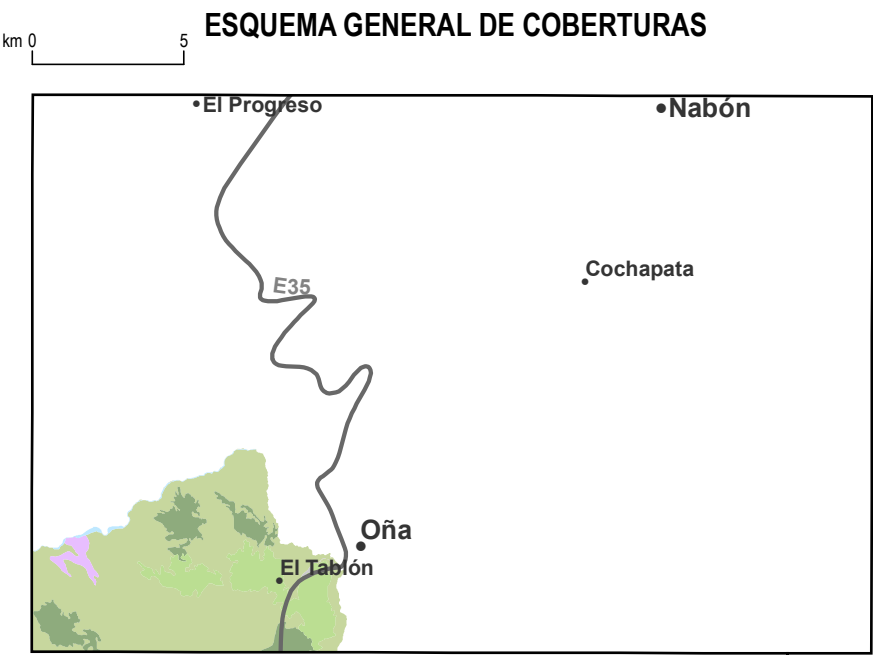 ESQUEMA GENERAL DE COBERTURAS
km 0 5
El Progreso
Nabón
Cochapata
E35
Oña
El Tablón